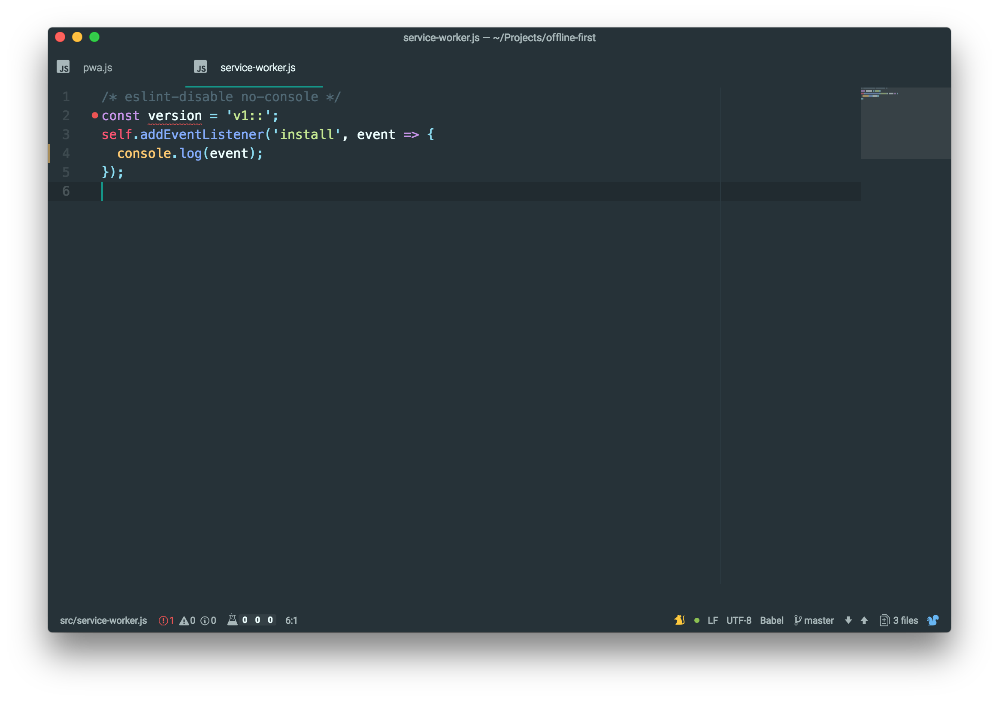 service-worker.js — ~/Projects/offline-first
JS pwa.js JS service-worker.js
1 /* eslint-disable no-console */
2 const version = 'v1::';
3 self.addEventListener('install', event => {
4 console.log(event);
5 });
6
src/service-worker.js 1 0 0 0 0 0 6:1 LF UTF-8 Babel master 3 files